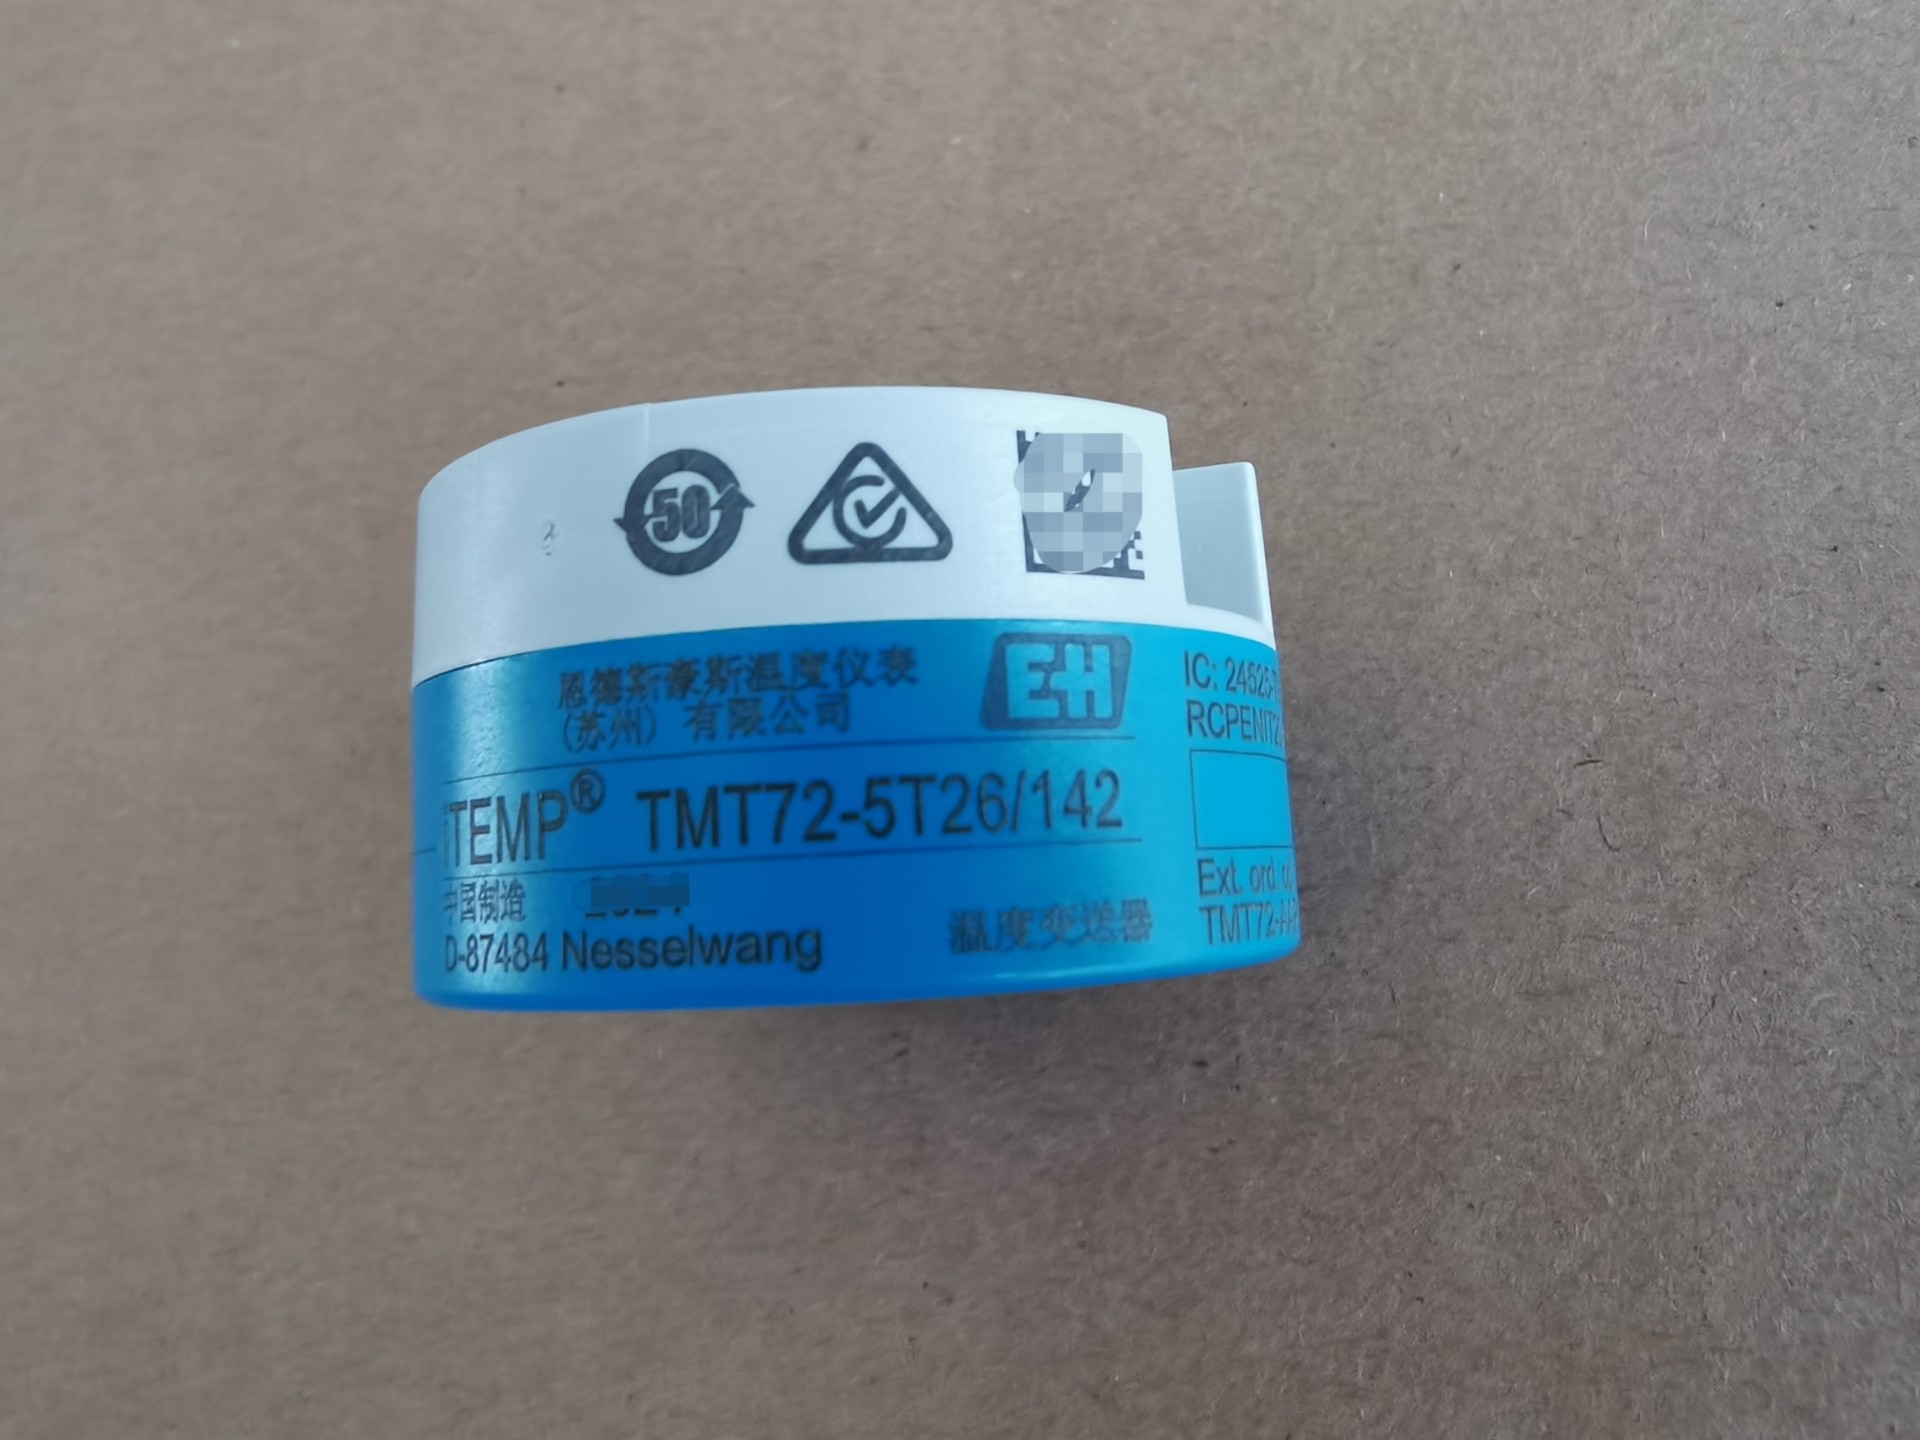 50
恩德斯豪斯温度仪表
(苏州) 有限公司
E+H
iTEMP® TMT72-5T26/142
中国制造
D-87484 Nesselwang
温度变送器
IC: 24525-
RCPENIT2
Ext. ord.
TMT72-